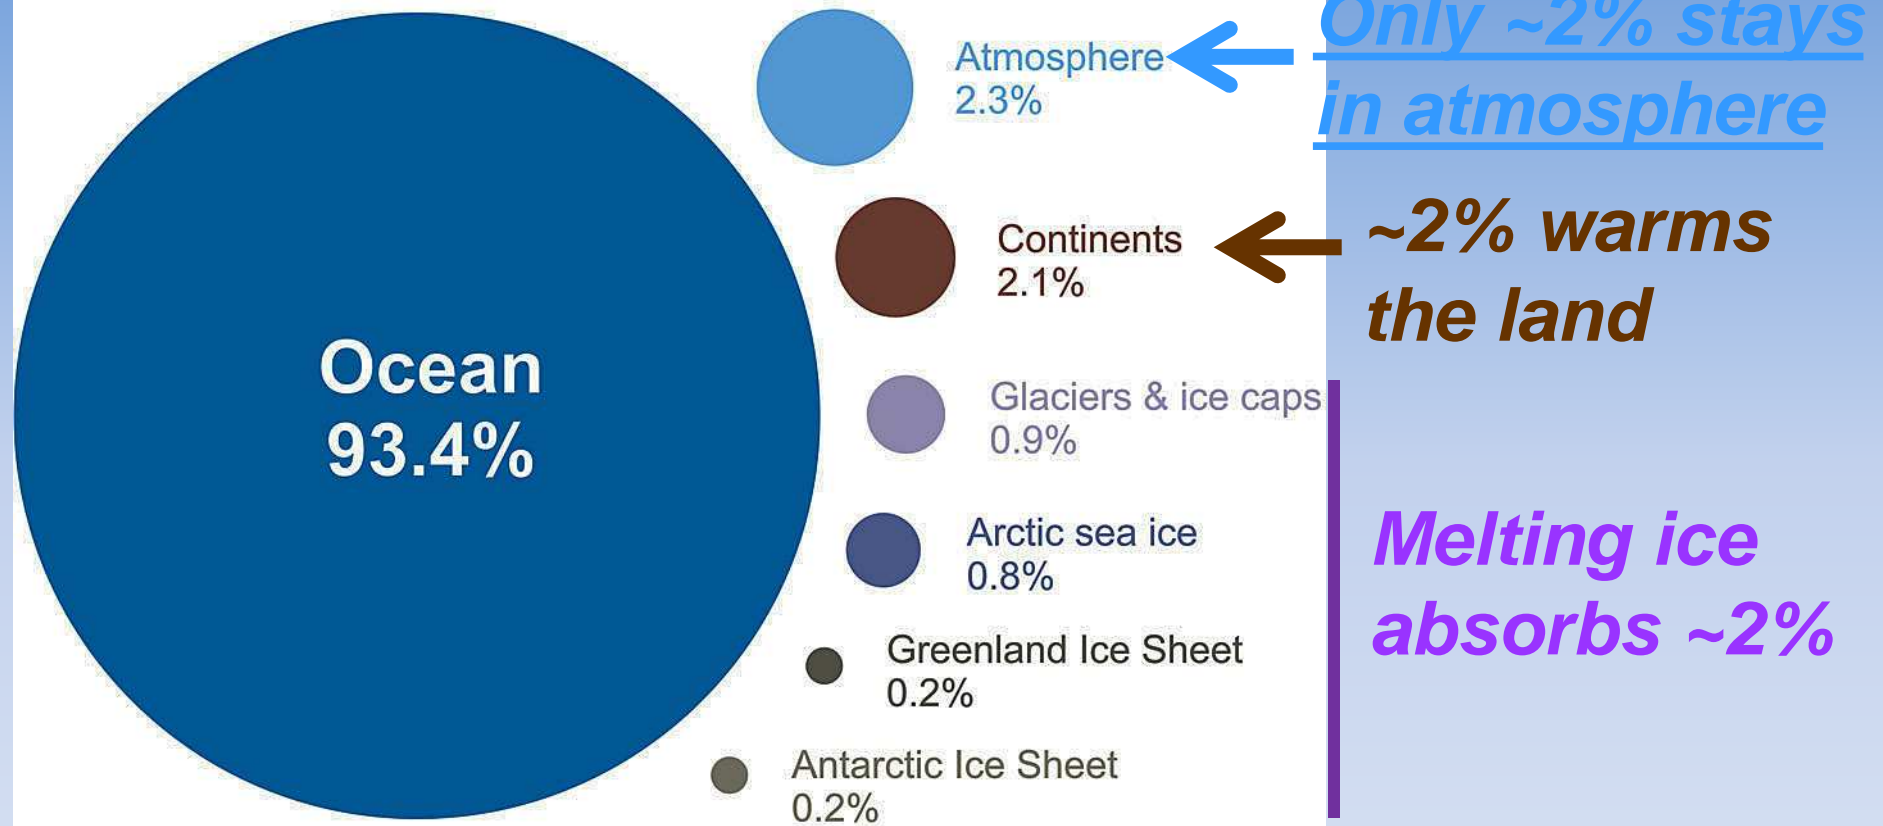 Only ~2% stays
in atmosphere
Atmosphere
2.3%
~2% warms
the land
Continents
2.1%
Ocean
93.4%
Glaciers & ice caps
0.9%
Arctic sea ice
0.8%
Melting ice
absorbs ~2%
Greenland Ice Sheet
0.2%
Antarctic Ice Sheet
0.2%